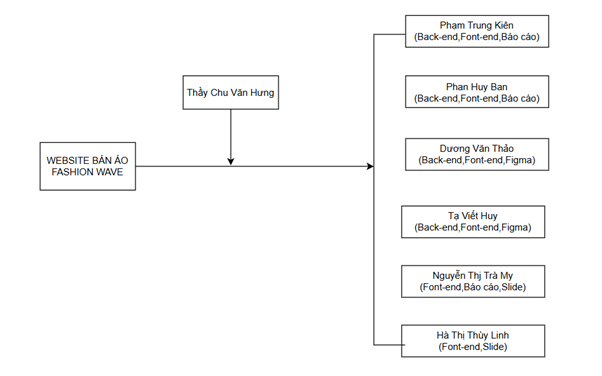 Phạm Trung Kiên
(Back-end,Font-end,Báo cáo)
Thầy Chu Văn Hưng
Phan Huy Ban
(Back-end,Font-end,Báo cáo)
WEBSITE BÁN ÁO
FASHION WAVE
Dương Văn Thảo
(Back-end,Font-end,Figma)
Tạ Viết Huy
(Back-end,Font-end,Figma)
Nguyễn Thị Trà My
(Font-end,Báo cáo,Slide)
Hà Thị Thùy Linh
(Font-end,Slide)